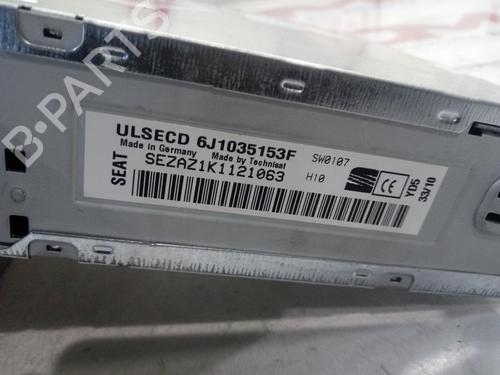 B-PARTS
ULSECD 6J1035153F SW0107
Made in Germany Made by Technisat
SEAT
SEZAZ1K1121063 H10
CE
YD5
33/10